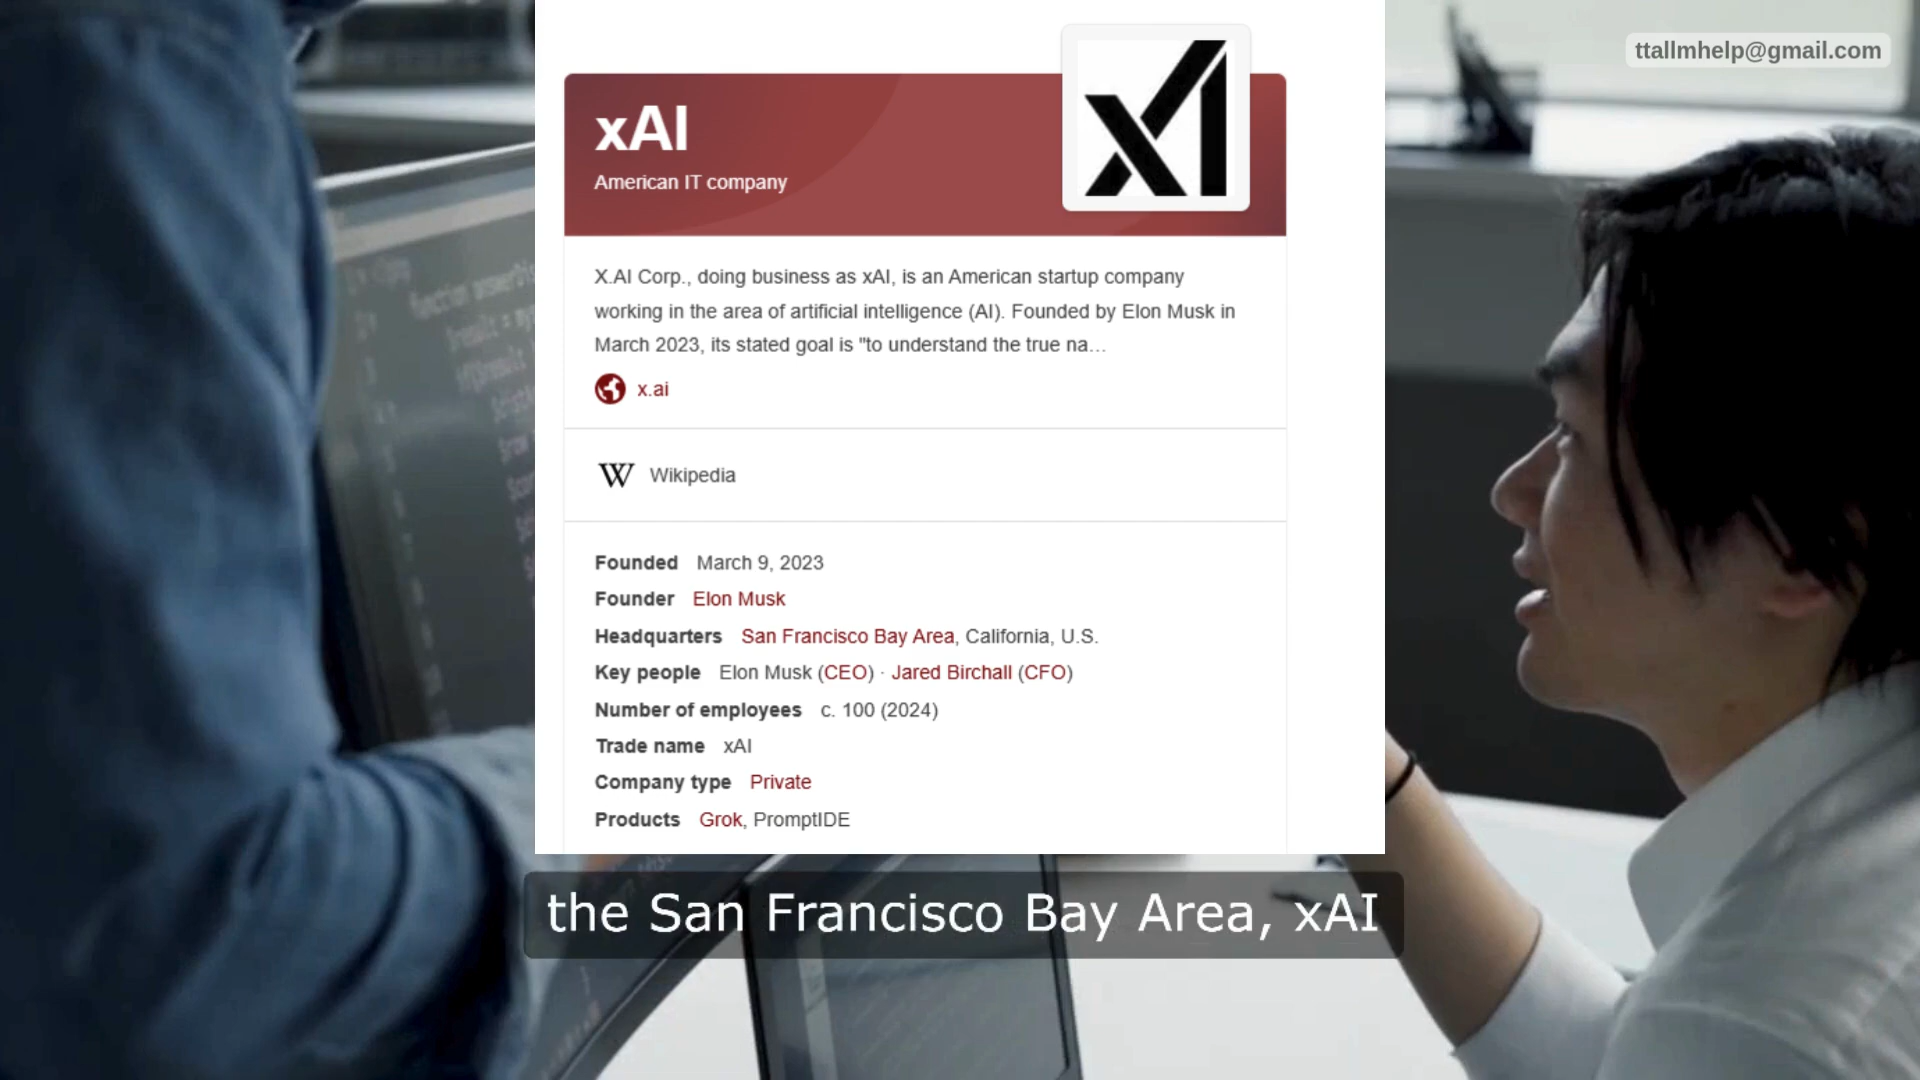 ttallmhelp@gmail.com
xAI
American IT company
X.AI Corp., doing business as xAI, is an American startup company
working in the area of artificial intelligence (AI). Founded by Elon Musk in
March 2023, its stated goal is "to understand the true na…
x.ai
W Wikipedia
Founded March 9, 2023
Founder Elon Musk
Headquarters San Francisco Bay Area, California, U.S.
Key people Elon Musk (CEO) · Jared Birchall (CFO)
Number of employees c. 100 (2024)
Trade name xAI
Company type Private
Products Grok, PromptIDE
the San Francisco Bay Area, xAI